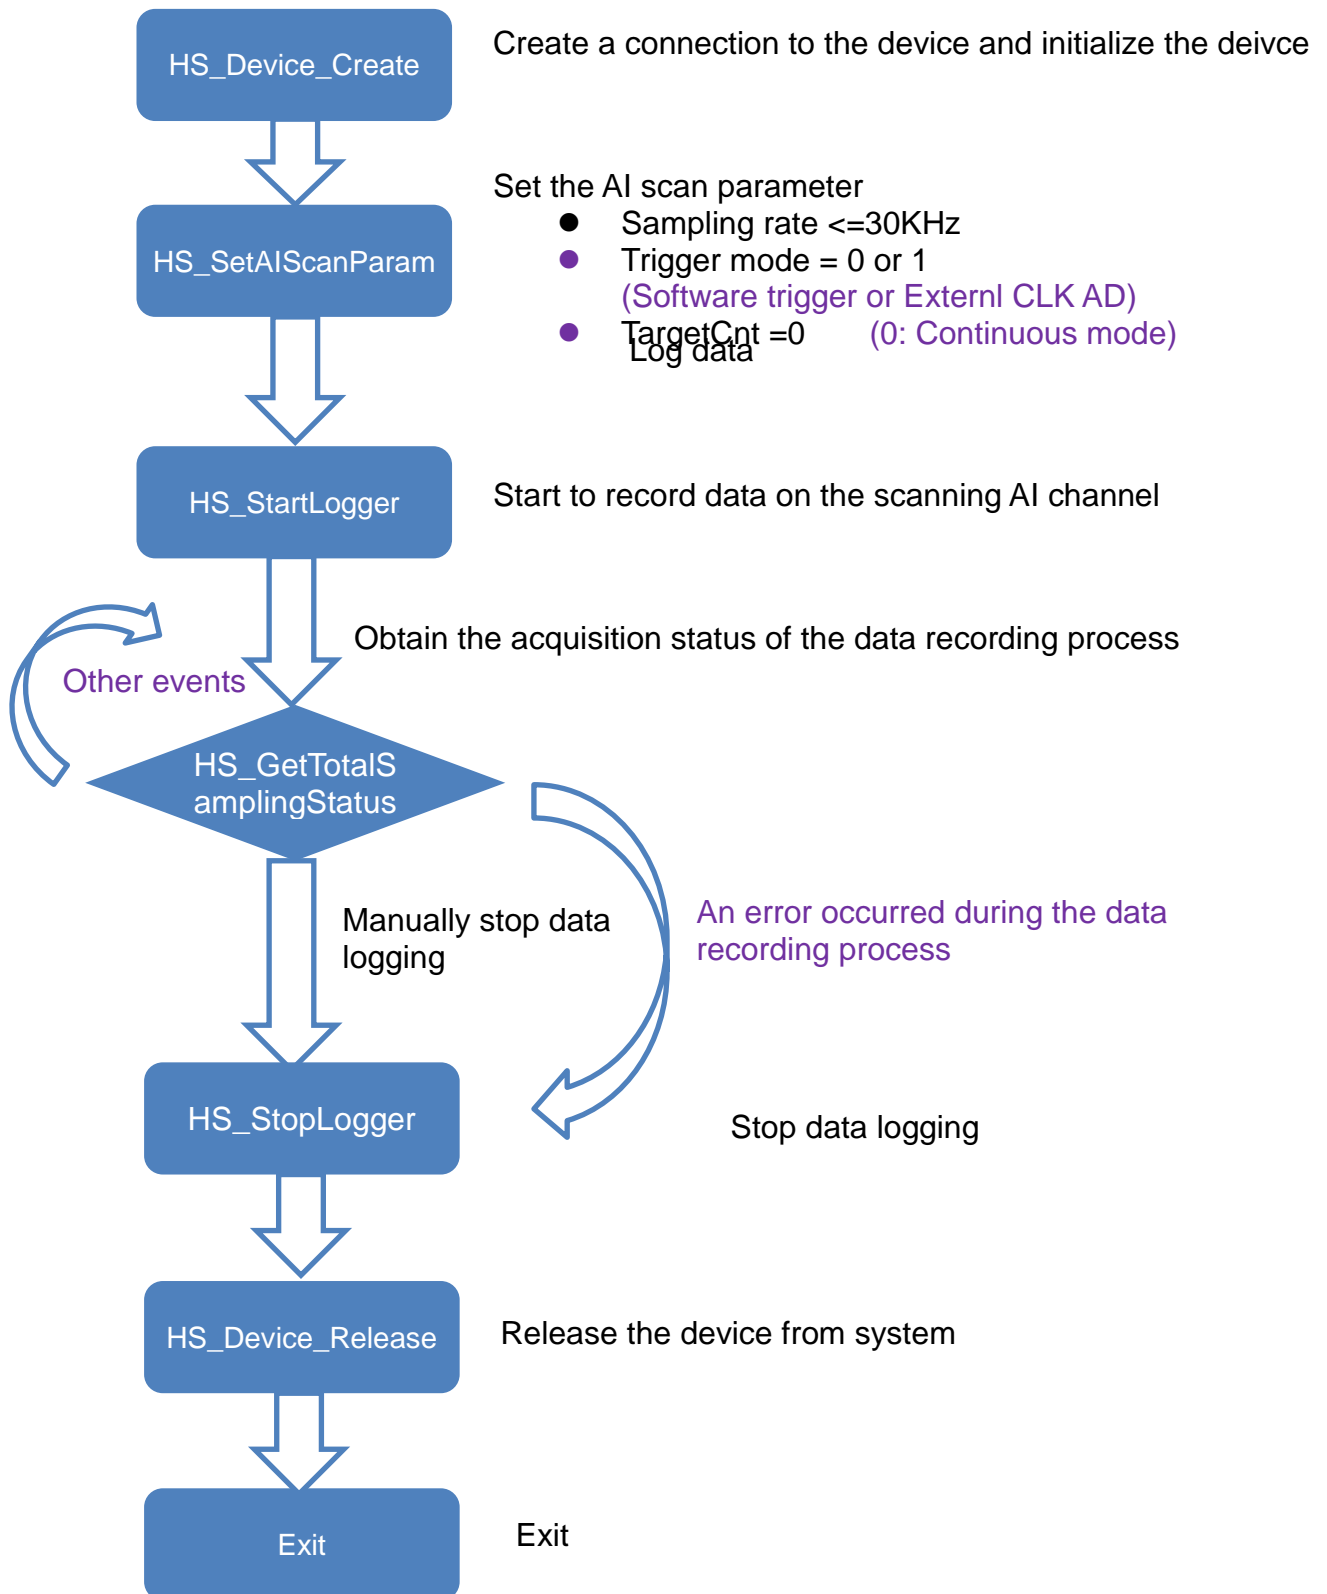 HS_Device_Create
Create a connection to the device and initialize the deivce
Set the AI scan parameter
HS_SetAIScanParam
● Sampling rate <=30KHz
● Trigger mode = 0 or 1
(Software trigger or Externl CLK AD)
● TargetCnt =0 (0: Continuous mode)
Log data
HS_StartLogger
Start to record data on the scanning AI channel
Obtain the acquisition status of the data recording process
Other events
HS_GetTotalS
amplingStatus
Manually stop data
logging
An error occurred during the data
recording process
HS_StopLogger
Stop data logging
HS_Device_Release
Release the device from system
Exit
Exit